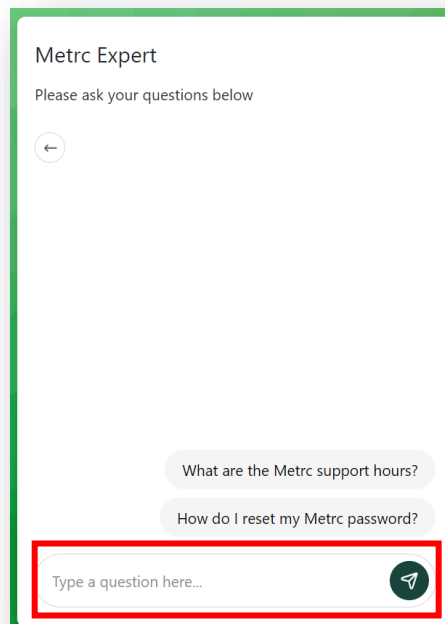 Metrc Expert
Please ask your questions below
What are the Metrc support hours?
How do I reset my Metrc password?
Type a question here...